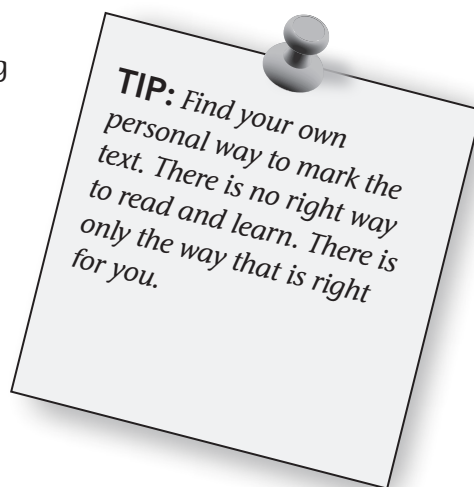 g
TIP: Find your own
personal way to mark the
text. There is no right way
to read and learn. There is
only the way that is right
for you.